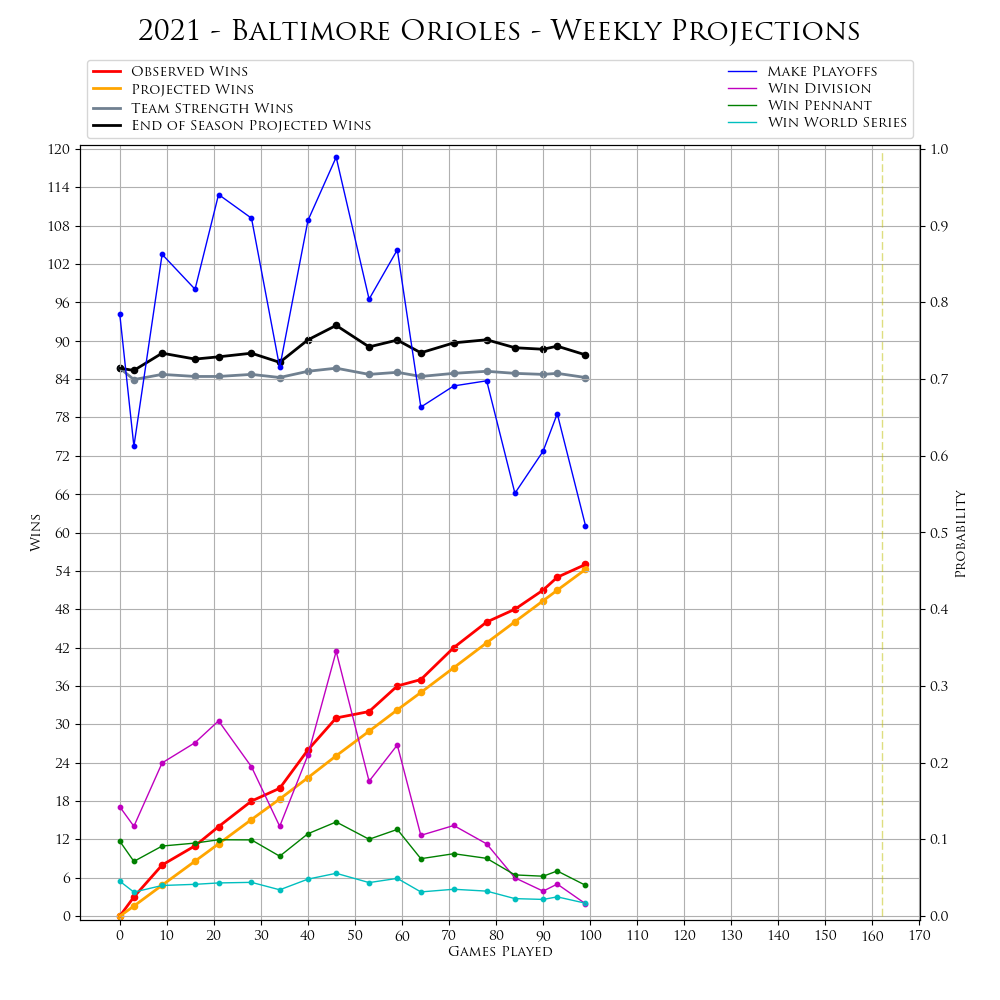 2021 - Baltimore Orioles - Weekly Projections
Observed Wins
Projected Wins
Team Strength Wins
End of Season Projected Wins
Make Playoffs
Win Division
Win Pennant
Win World Series
120
114
108
102
96
90
84
78
72
66
60
54
48
42
36
30
24
18
12
6
0
Wins
1.0
0.9
0.8
0.7
0.6
0.5
0.4
0.3
0.2
0.1
0.0
Probability
0 10 20 30 40 50 60 70 80 90 100 110 120 130 140 150 160 170
Games Played